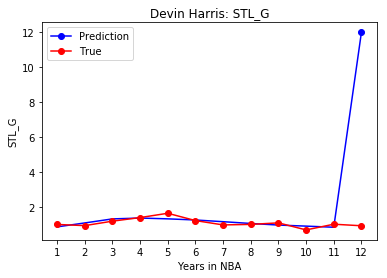 Devin Harris: STL_G
Prediction
True
12
10
8
6
4
2
STL_G
1 2 3 4 5 6 7 8 9 10 11 12
Years in NBA